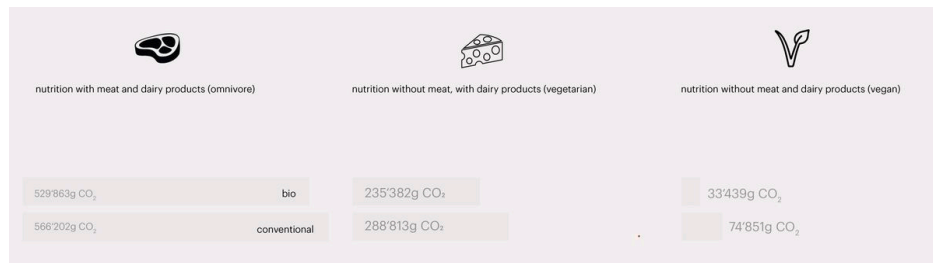 nutrition with meat and dairy products (omnivore)
nutrition without meat, with dairy products (vegetarian)
nutrition without meat and dairy products (vegan)
529'863g CO₂ bio
235'382g CO₂
33'439g CO₂
566'202g CO₂ conventional
288'813g CO₂
74'851g CO₂